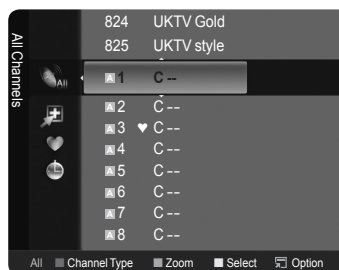 All Channels
824 UKTV Gold
825 UKTV style
All
A 1 C --
A 2 C --
A 3 ♥ C --
A 4 C --
A 5 C --
A 6 C --
A 7 C --
A 8 C --
All Channel Type Zoom Select Option